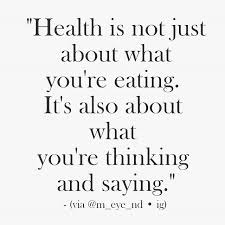 "Health is not just
about what
you're eating.
It's also about
what
you're thinking
and saying."
- (via @m_eye_nd • ig)